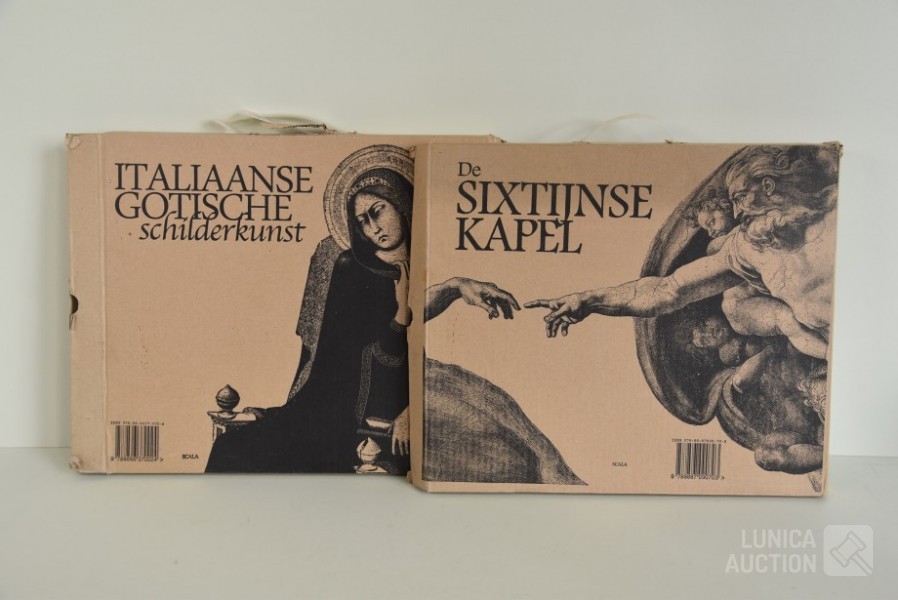 ITALIAANSE
GOTISCHE
schilderkunst
SCALA
De
SIXTIJNSE
KAPEL
SCALA
LUNICA
AUCTION